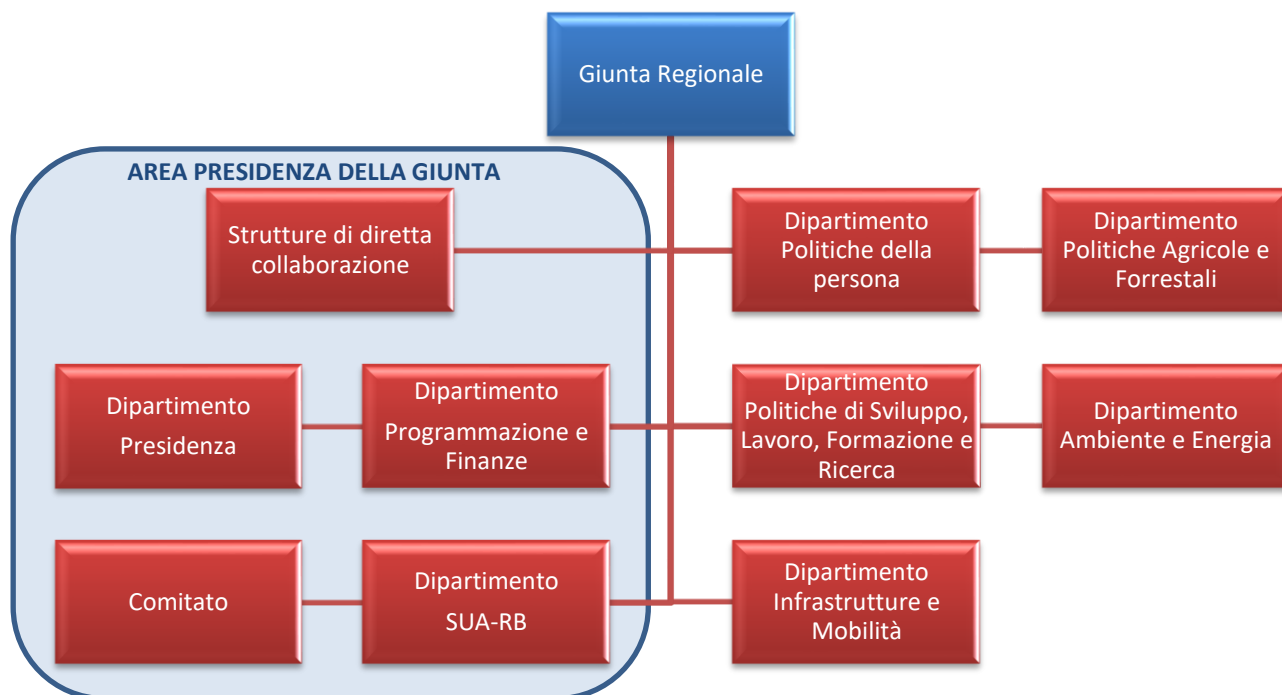 Giunta Regionale
AREA PRESIDENZA DELLA GIUNTA
Strutture di diretta
collaborazione
Dipartimento
Politiche della
persona
Dipartimento
Politiche Agricole e
Forrestali
Dipartimento
Presidenza
Dipartimento
Programmazione e
Finanze
Dipartimento
Politiche di Sviluppo,
Lavoro, Formazione e
Ricerca
Dipartimento
Ambiente e Energia
Comitato
Dipartimento
SUA-RB
Dipartimento
Infrastrutture e
Mobilità